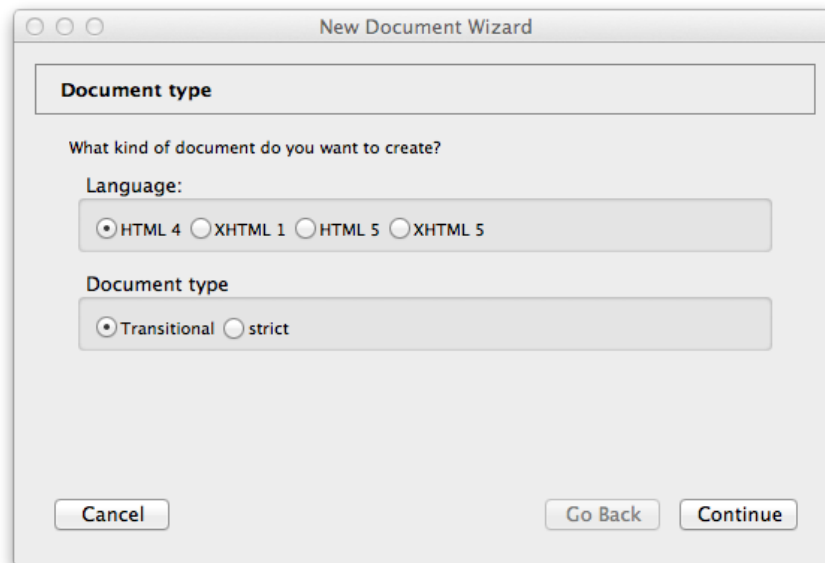 New Document Wizard
Document type
What kind of document do you want to create?
Language:
HTML 4 XHTML 1 HTML 5 XHTML 5
Document type
Transitional strict
Cancel Go Back Continue